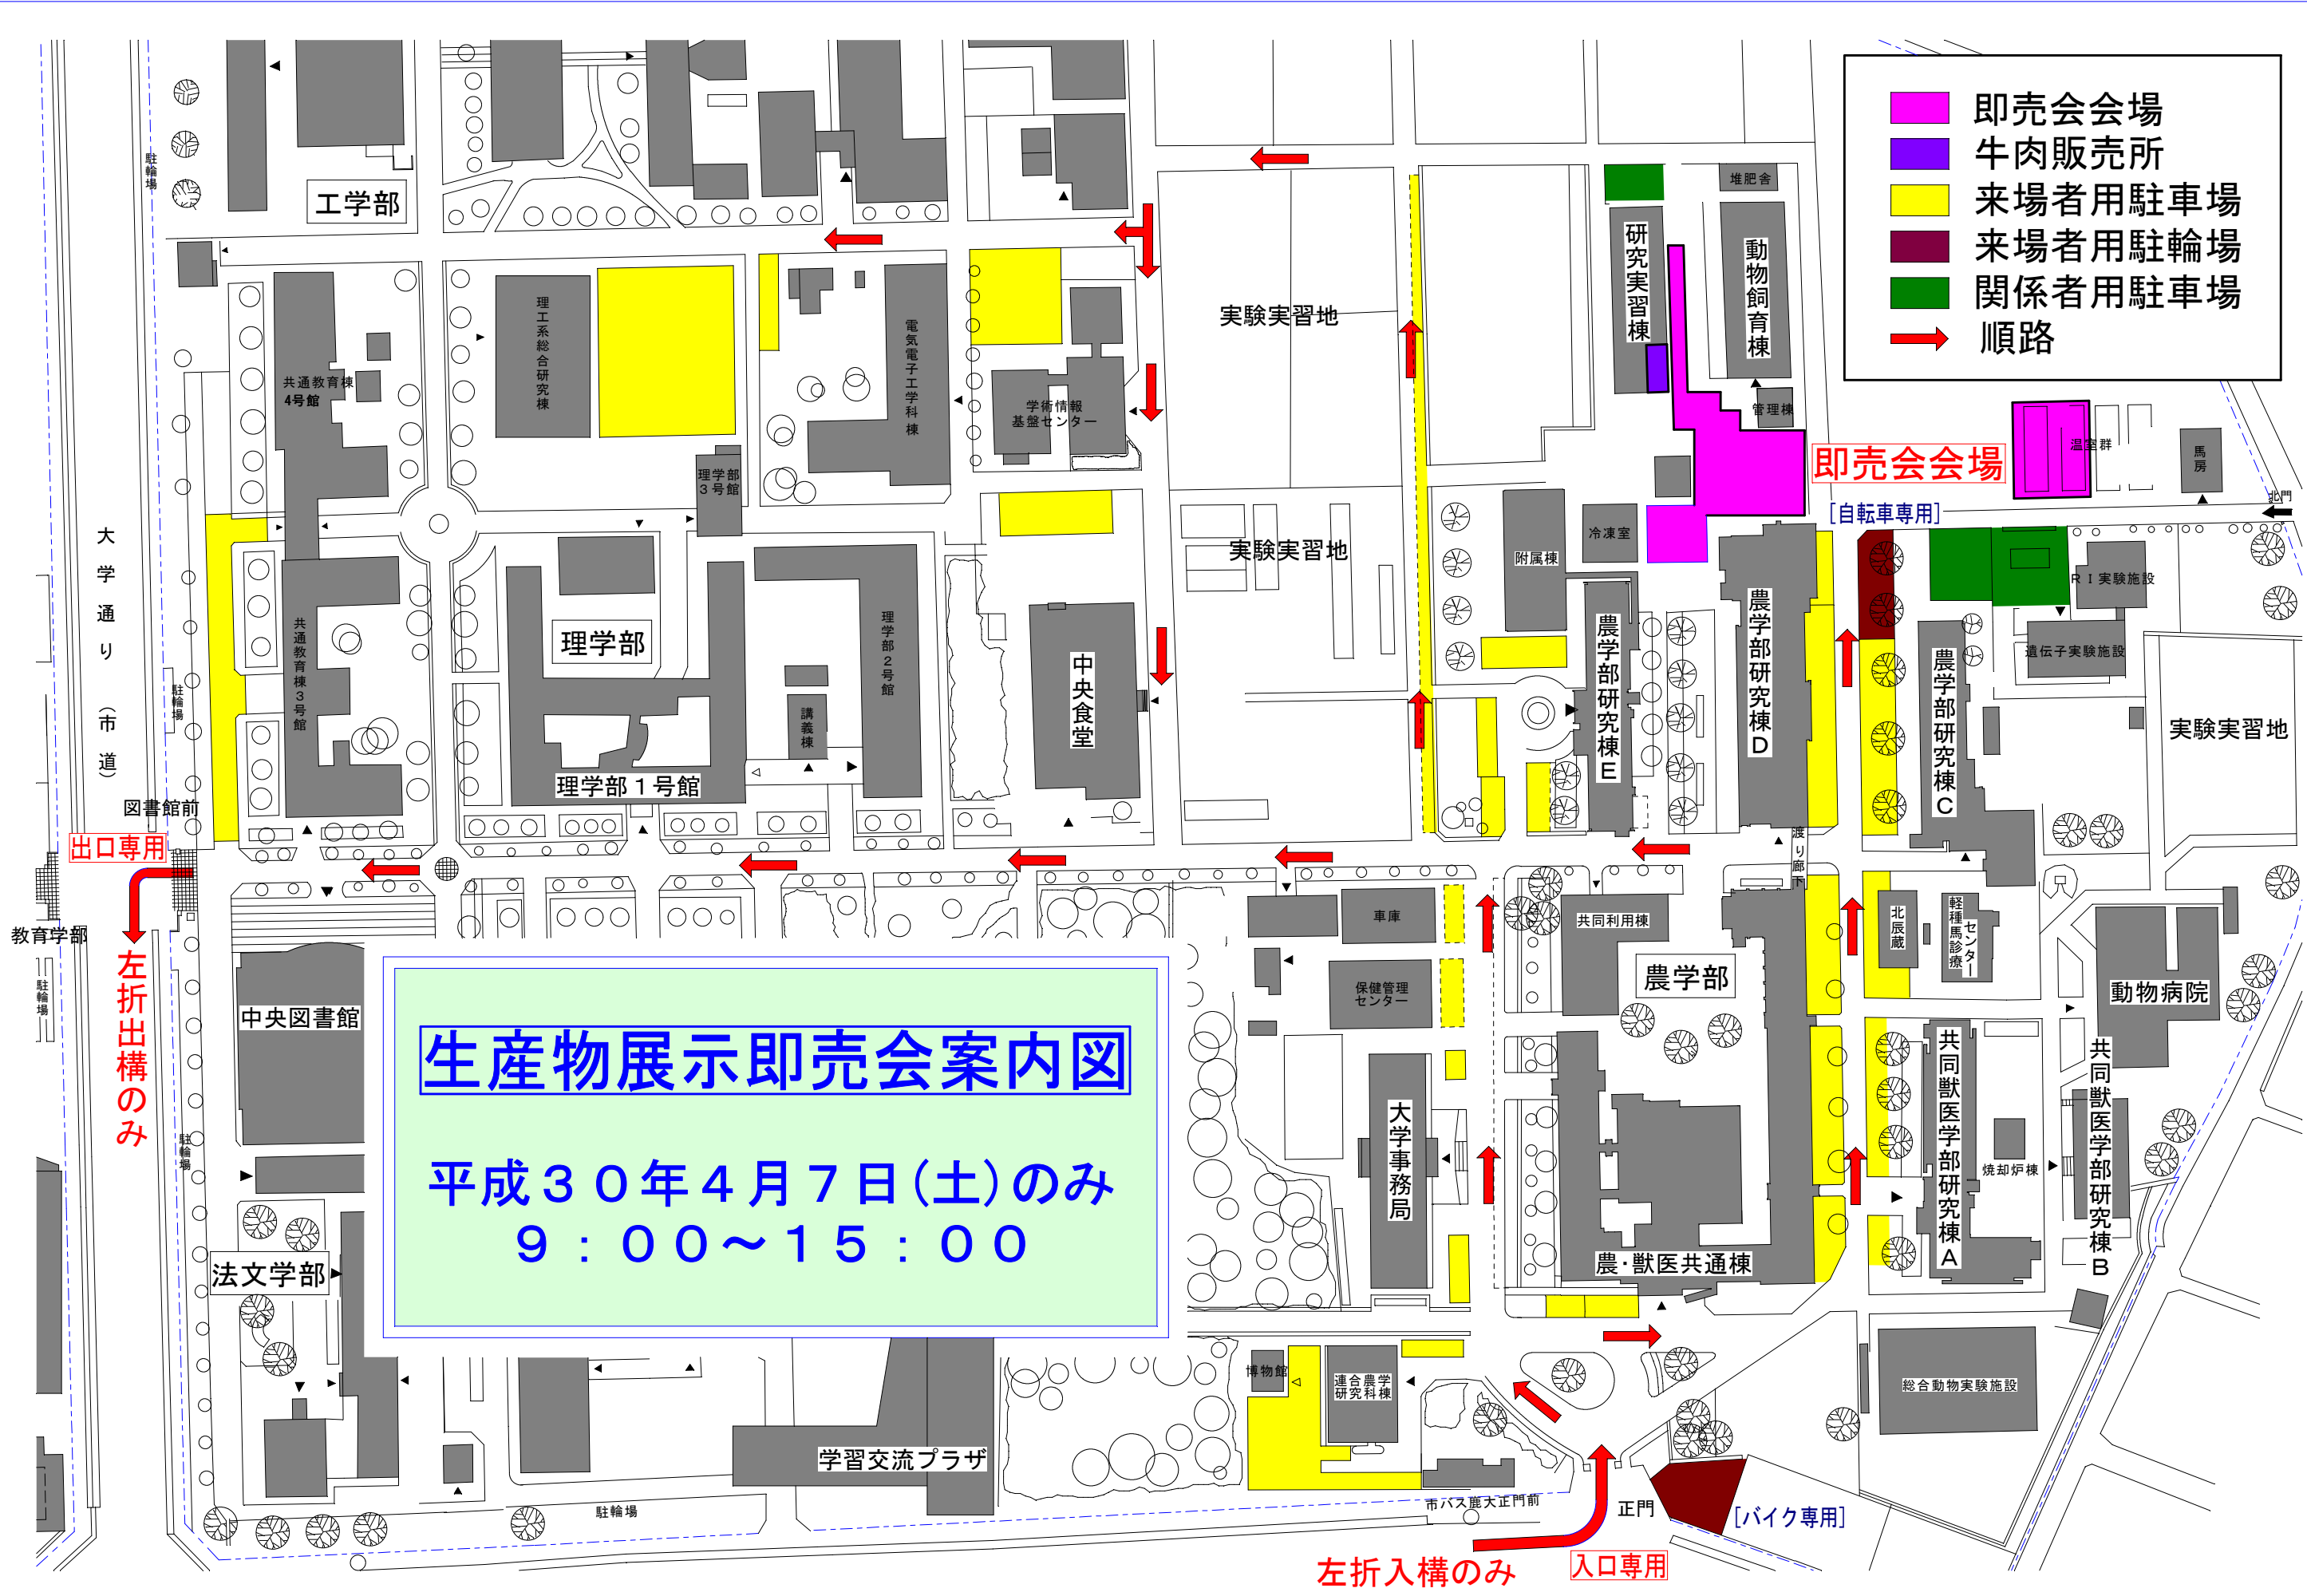 即売会会場
牛肉販売所
来場者用駐車場
来場者用駐輪場
関係者用駐車場
順路
駐輪場
工学部
堆肥舎
研究実習棟
動物飼育棟
理工系総合研究棟
電気電子工学科棟
実験実習地
共通教育棟
4号館
学術情報
基盤センター
管理棟
即売会会場
温室群
馬房
北門
理学部
3号館
[自転車専用]
大学通り(市道)
実験実習地
附属棟
冷凍室
RI実験施設
共通教育棟3号館
理学部
理学部2号館
中央食堂
農学部研究棟E
農学部研究棟D
農学部研究棟C
遺伝子実験施設
駐輪場
講義棟
実験実習地
理学部1号館
図書館前
出口専用
渡り廊下
教育学部
車庫
共同利用棟
北辰蔵
軽種馬診療
センター
駐輪場
左折出構のみ
中央図書館
保健管理
センター
農学部
動物病院
生産物展示即売会案内図
平成30年4月7日(土)のみ
9:00~15:00
駐輪場
大学事務局
共同獣医学部研究棟A
共同獣医学部研究棟B
焼却炉棟
法文学部
農・獣医共通棟
博物館
連合農学
研究科棟
総合動物実験施設
学習交流プラザ
駐輪場
市バス鹿大正門前
正門
[バイク専用]
左折入構のみ
入口専用